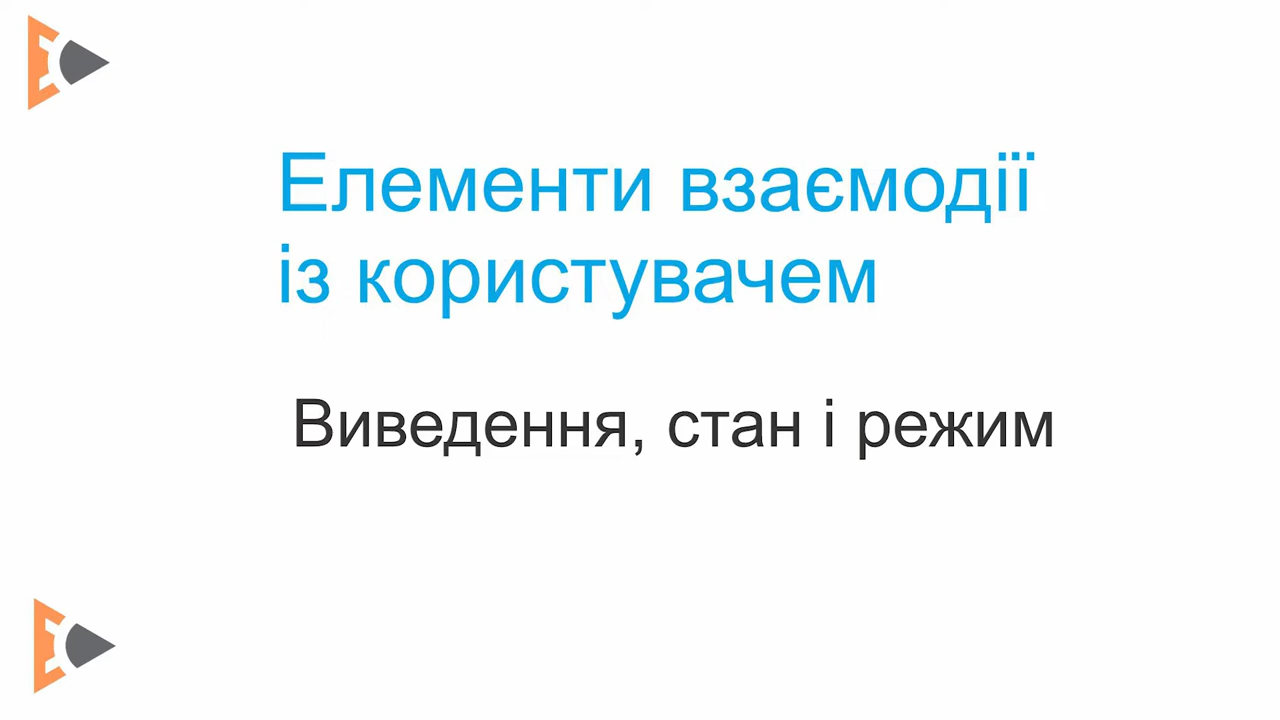 Елементи взаємодії
із користувачем
Виведення, стан і режим